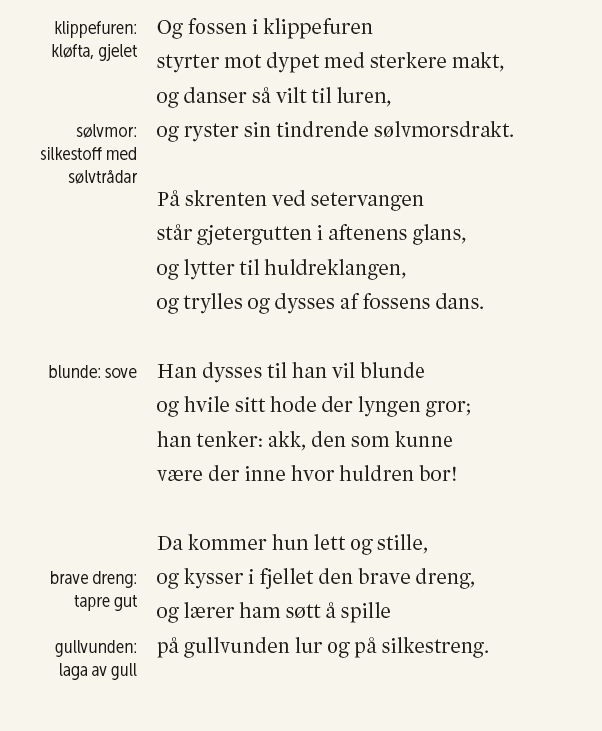 klippefuren:
kløfta, gjelet
Og fossen i klippefuren
styrter mot dypet med sterkere makt,
og danser så vilt til luren,
sølvmor:
silkestoff med
sølvtrådar
og ryster sin tindrende sølvmorsdrakt.
På skrenten ved setervangen
står gjetergutten i aftenens glans,
og lytter til huldreklangen,
og trylles og dysses af fossens dans.
blunde: sove
Han dysses til han vil blunde
og hvile sitt hode der lyngen gror;
han tenker: akk, den som kunne
være der inne hvor huldren bor!
Da kommer hun lett og stille,
brave dreng:
tapre gut
og kysser i fjellet den brave dreng,
og lærer ham søtt å spille
gullvunden:
laga av gull
på gullvunden lur og på silkestreng.